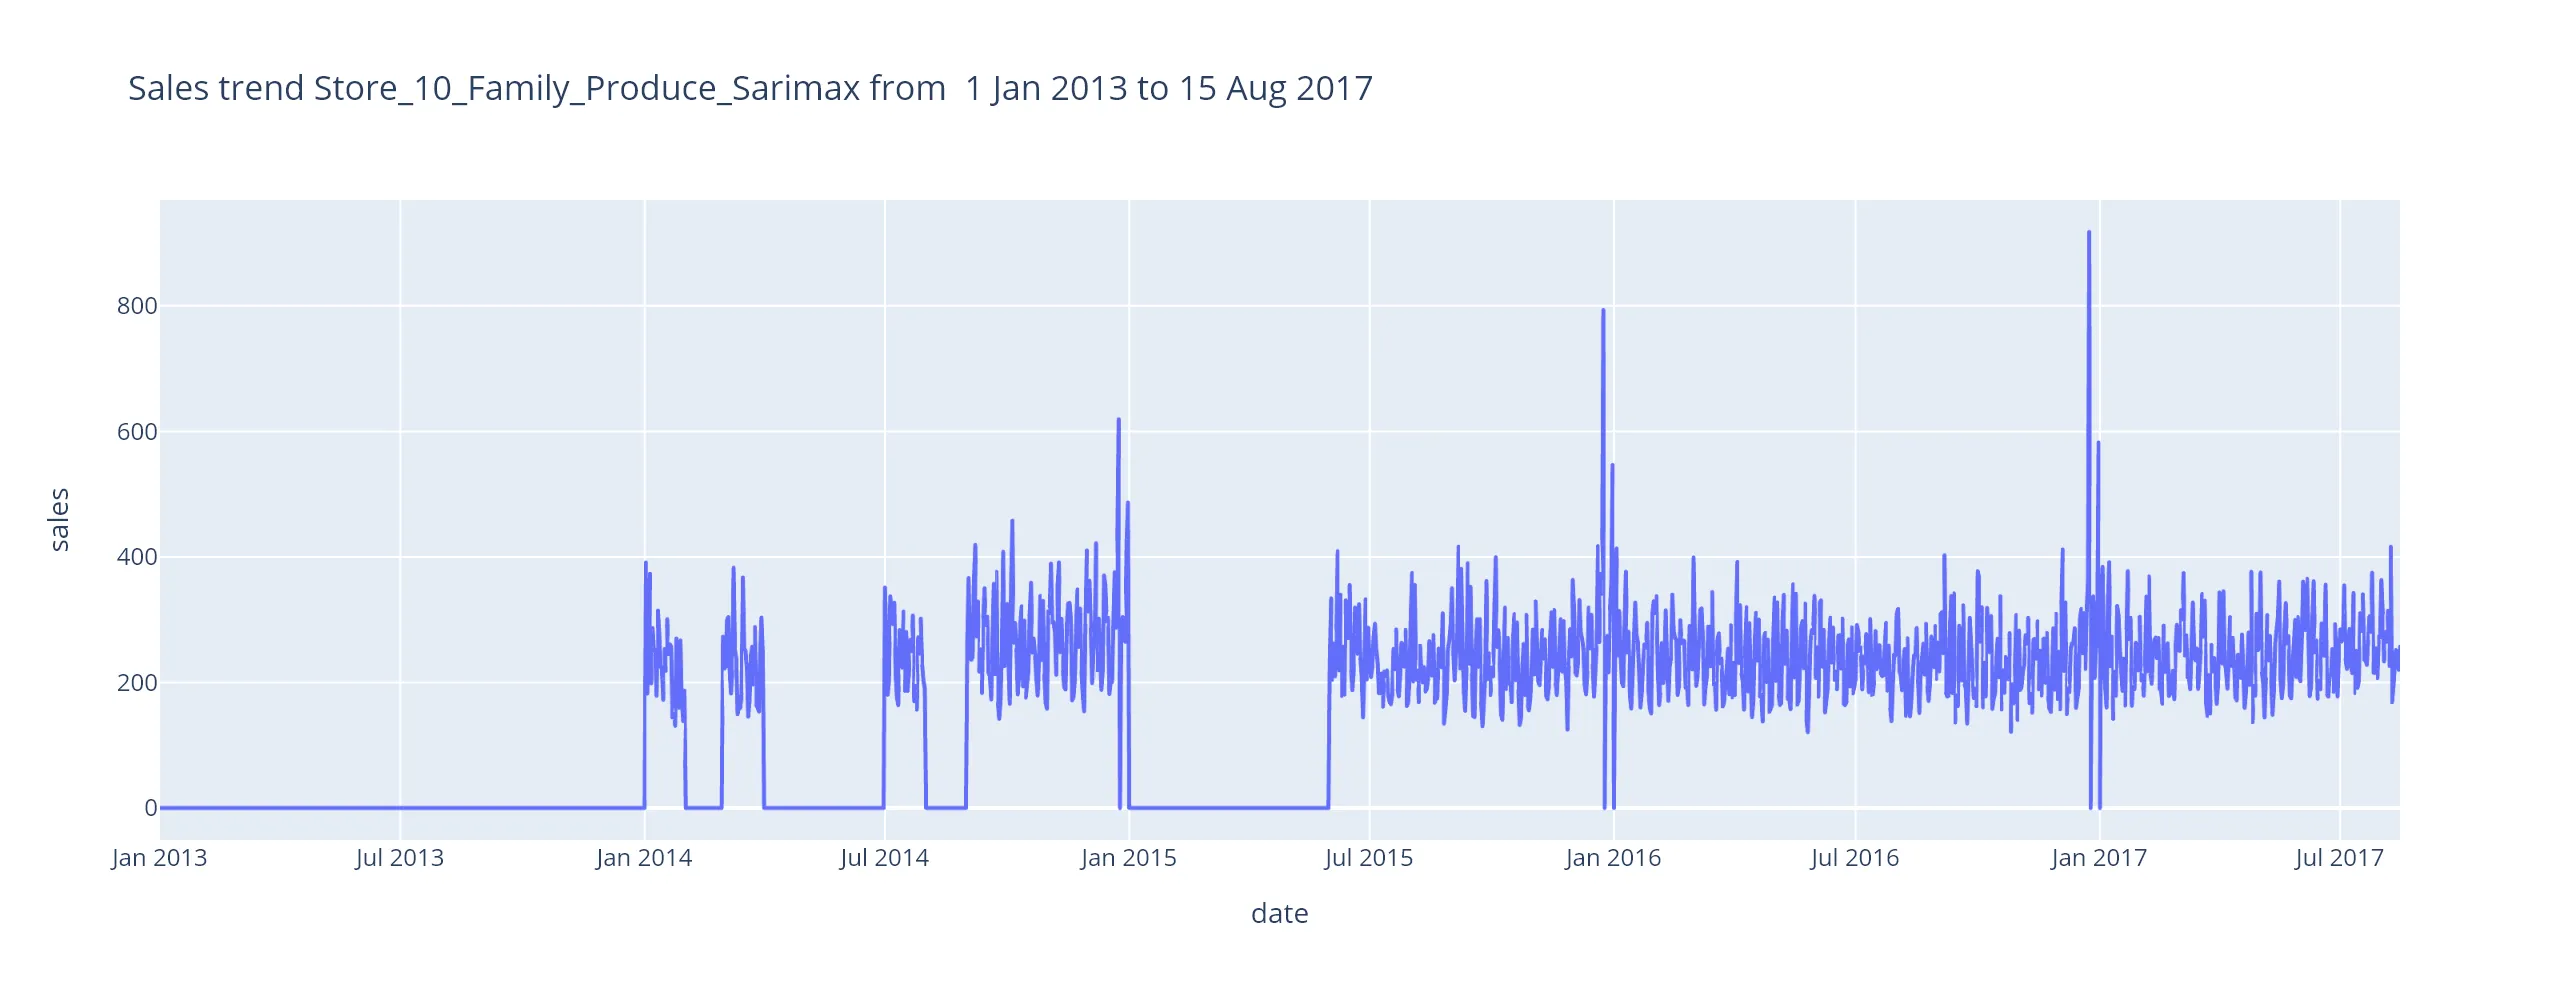 Sales trend Store_10_Family_Produce_Sarimax from  1 Jan 2013 to 15 Aug 2017
sales
800
600
400
200
0
Jan 2013 Jul 2013 Jan 2014 Jul 2014 Jan 2015 Jul 2015 Jan 2016 Jul 2016 Jan 2017 Jul 2017
date